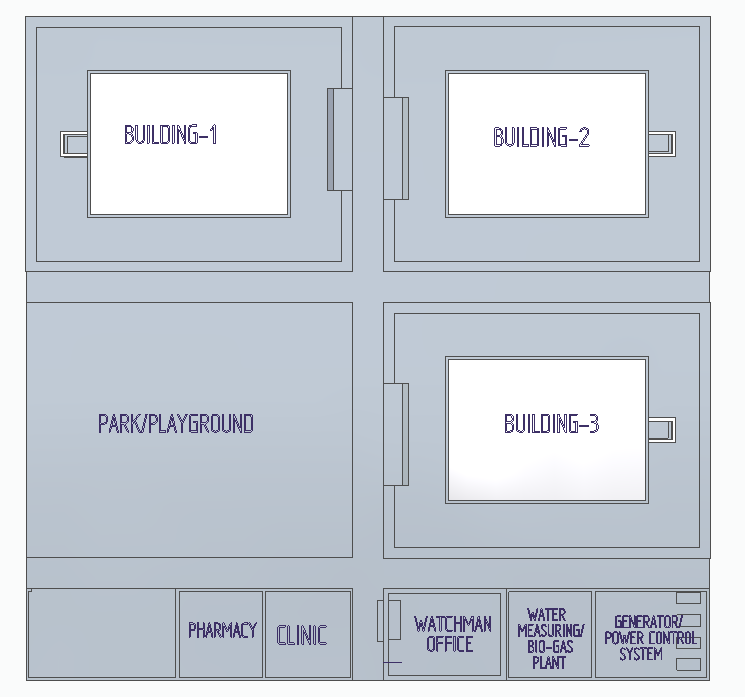 BUILDING-1
BUILDING-2
PARK/PLAYGROUND
BUILDING-3
PHARMACY
CLINIC
WATCHMAN
OFFICE
WATER
MEASURING/
BIO-GAS
PLANT
GENERATOR/
POWER CONTROL
SYSTEM